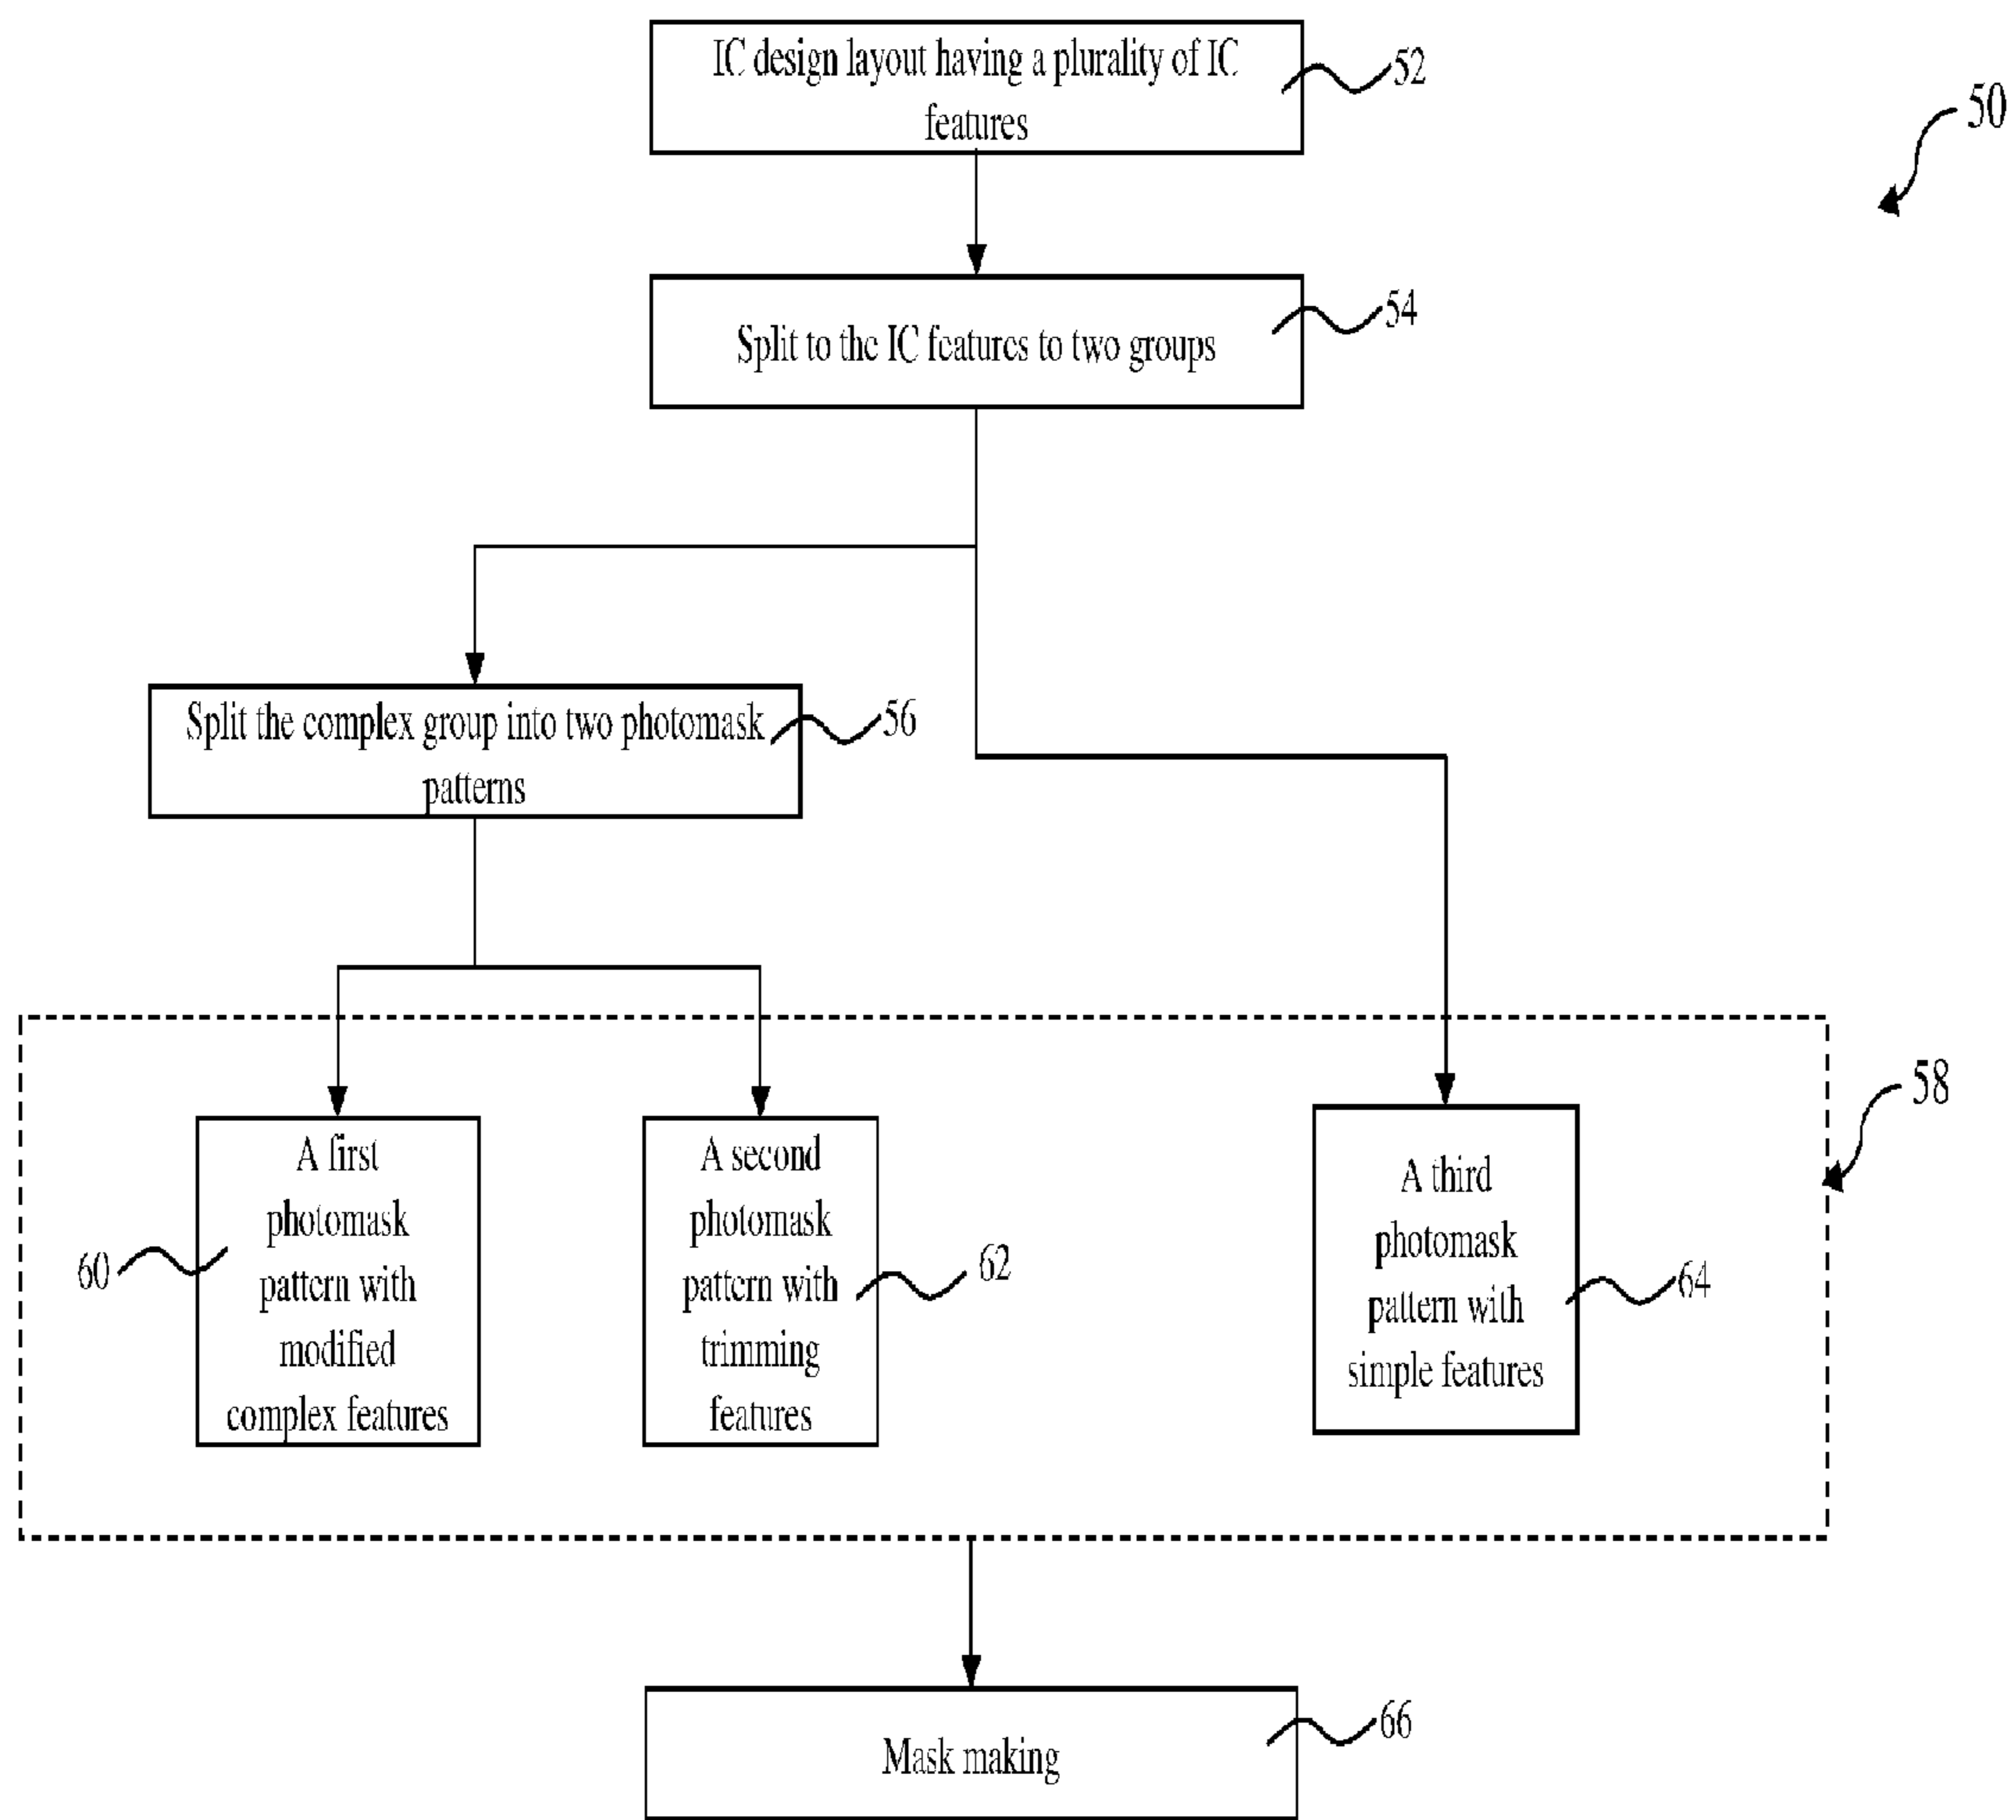 IC design layout having a plurality of IC
features
52
50
Split to the IC features to two groups
54
Split the complex group into two photomask
patterns
56
58
A first
photomask
pattern with
modified
complex features
60
A second
photomask
pattern with
trimming
features
62
A third
photomask
pattern with
simple features
64
Mask making
66